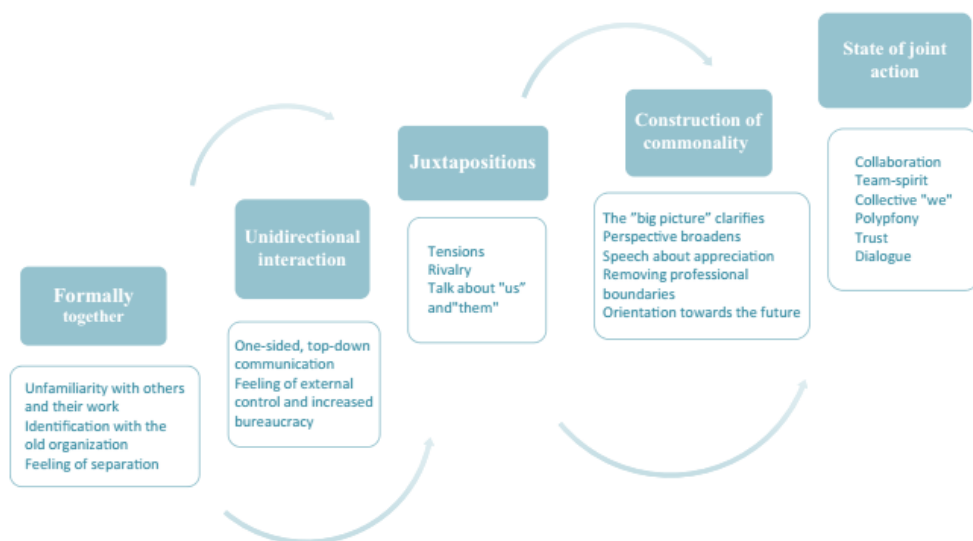 Formally
together
Unfamiliarity with others
and their work
Identification with the
old organization
Feeling of separation
Unidirectional
interaction
One-sided, top-down
communication
Feeling of external
control and increased
bureaucracy
Juxtapositions
Tensions
Rivalry
Talk about "us"
and"them"
Construction of
commonality
The "big picture" clarifies
Perspective broadens
Speech about appreciation
Removing professional
boundaries
Orientation towards the future
State of joint
action
Collaboration
Team-spirit
Collective "we"
Polypfony
Trust
Dialogue